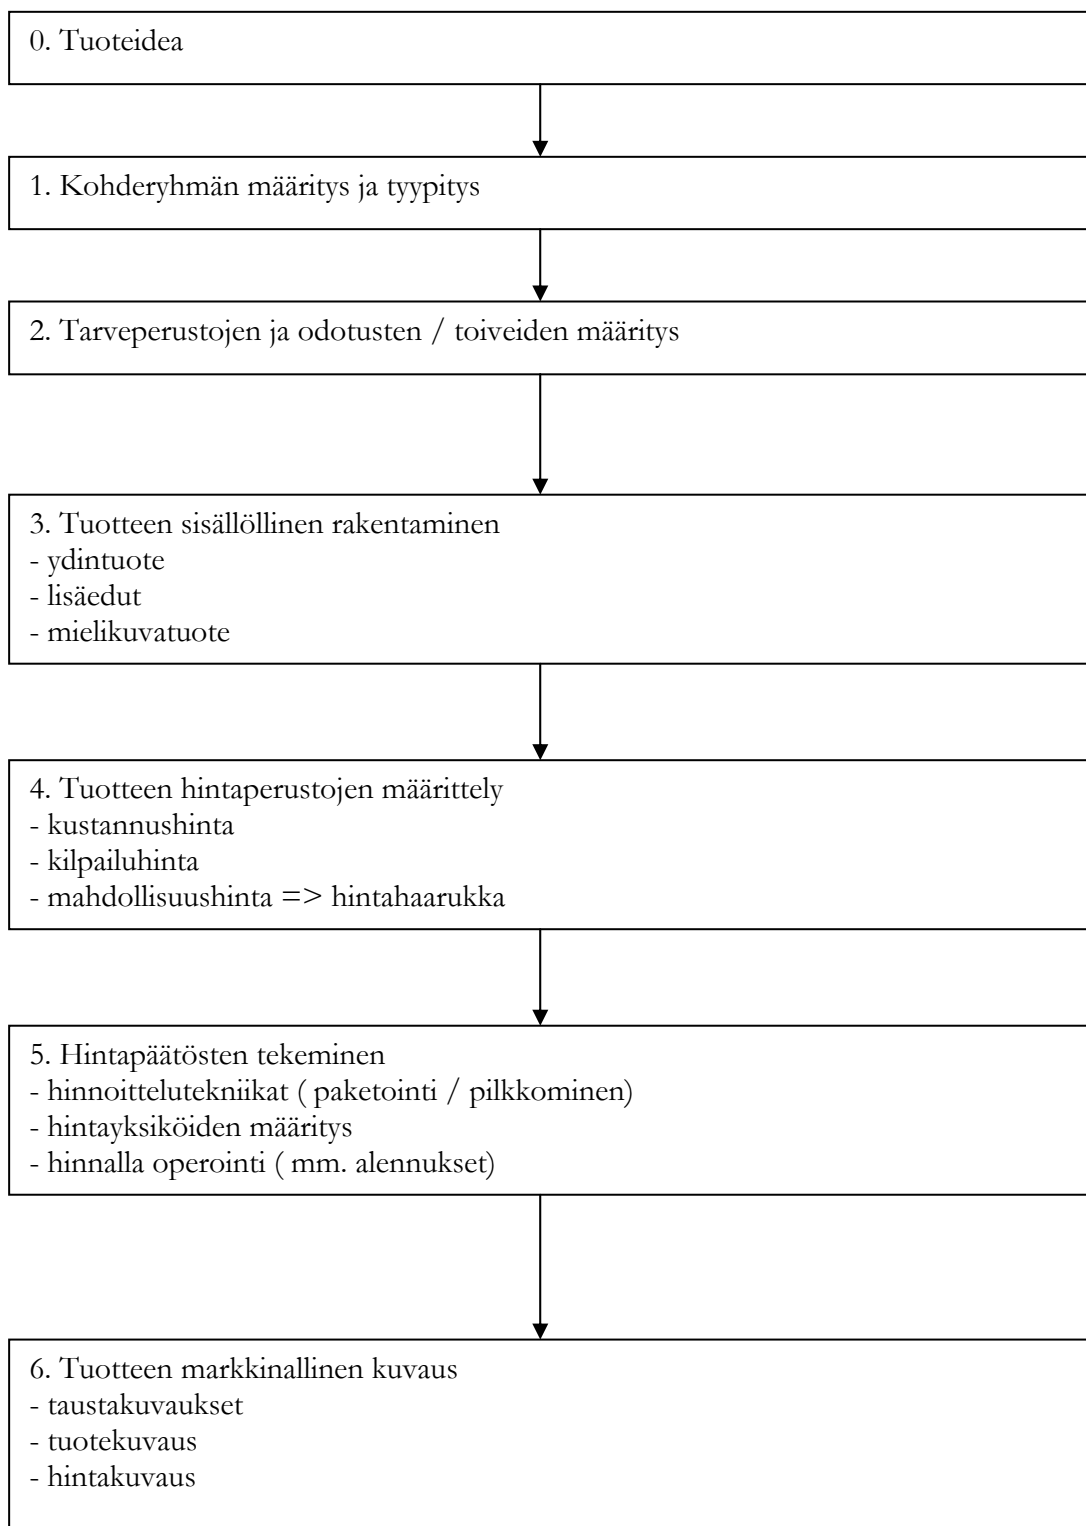 0. Tuoteidea
1. Kohderyhmän määritys ja tyypitys
2. Tarveperustojen ja odotusten / toiveiden määritys
3. Tuotteen sisällöllinen rakentaminen
- ydintuote
- lisäedut
- mielikuvatuote
4. Tuotteen hintaperustojen määrittely
- kustannushinta
- kilpailuhinta
- mahdollisuushinta => hintahaarukka
5. Hintapäätösten tekeminen
- hinnoittelutekniikat ( paketointi / pilkkominen)
- hintayksiköiden määritys
- hinnalla operointi ( mm. alennukset)
6. Tuotteen markkinallinen kuvaus
- taustakuvaukset
- tuotekuvaus
- hintakuvaus